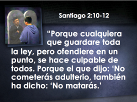 Santiago 2:10-12
“Porque cualquiera
que guardare toda
la ley, pero ofendiere en un
punto, se hace culpable de
todos. Porque el que dijo: ‘No
cometerás adulterio, también
ha dicho: ‘No matarás.’